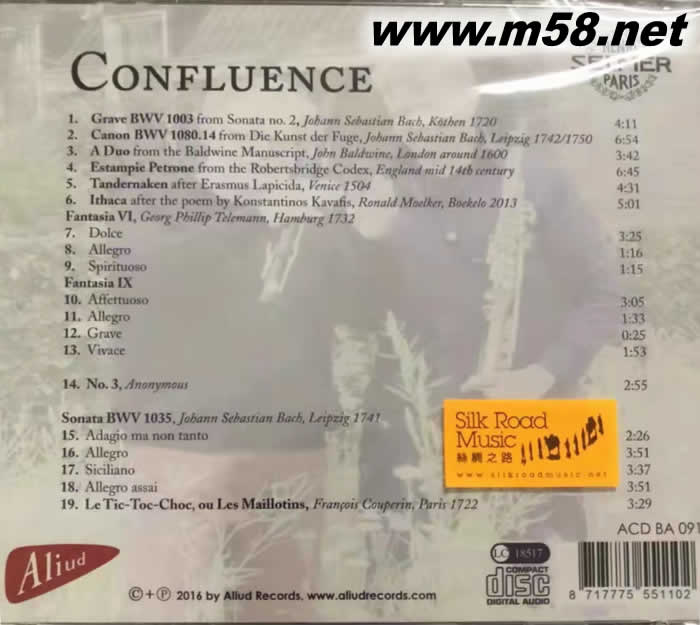 www.m58.net
CONFLUENCE
HENRI
SELMER
PARIS
1. Grave BWV 1003 from Sonata no. 2, Johann Sebastian Bach, Köthen 1720 4:11
2. Canon BWV 1080.14 from Die Kunst der Fuge, Johann Sebastian Bach, Leipzig 1742/1750 6:54
3. A Duo from the Baldwine Manuscript, John Baldwine, London around 1600 3:42
4. Estampie Petrone from the Robertsbridge Codex, England mid 14th century 6:45
5. Tandernaken after Erasmus Lapicida, Venice 1504 4:31
6. Ithaca after the poem by Konstantinos Kavafis, Ronald Moelker, Boekelo 2013 5:01
Fantasia VI, Georg Phillip Telemann, Hamburg 1732
7. Dolce 3:25
8. Allegro 1:16
9. Spirituoso 1:15
Fantasia IX
10. Affettuoso 3:05
11. Allegro 1:33
12. Grave 0:25
13. Vivace 1:53
14. No. 3, Anonymous 2:55
Sonata BWV 1035, Johann Sebastian Bach, Leipzig 1741
15. Adagio ma non tanto 2:26
16. Allegro 3:51
17. Siciliano 3:37
18. Allegro assai 3:51
19. Le Tic-Toc-Choc, ou Les Maillotins, François Couperin, Paris 1722 3:29
Silk Road
Music
絲綢之路
www.silkroadmusic.net
ACD BA 091
Aliud
©+℗ 2016 by Aliud Records, www.aliudrecords.com
LC 18517
COMPACT
disc
DIGITAL AUDIO
8 717775 551102